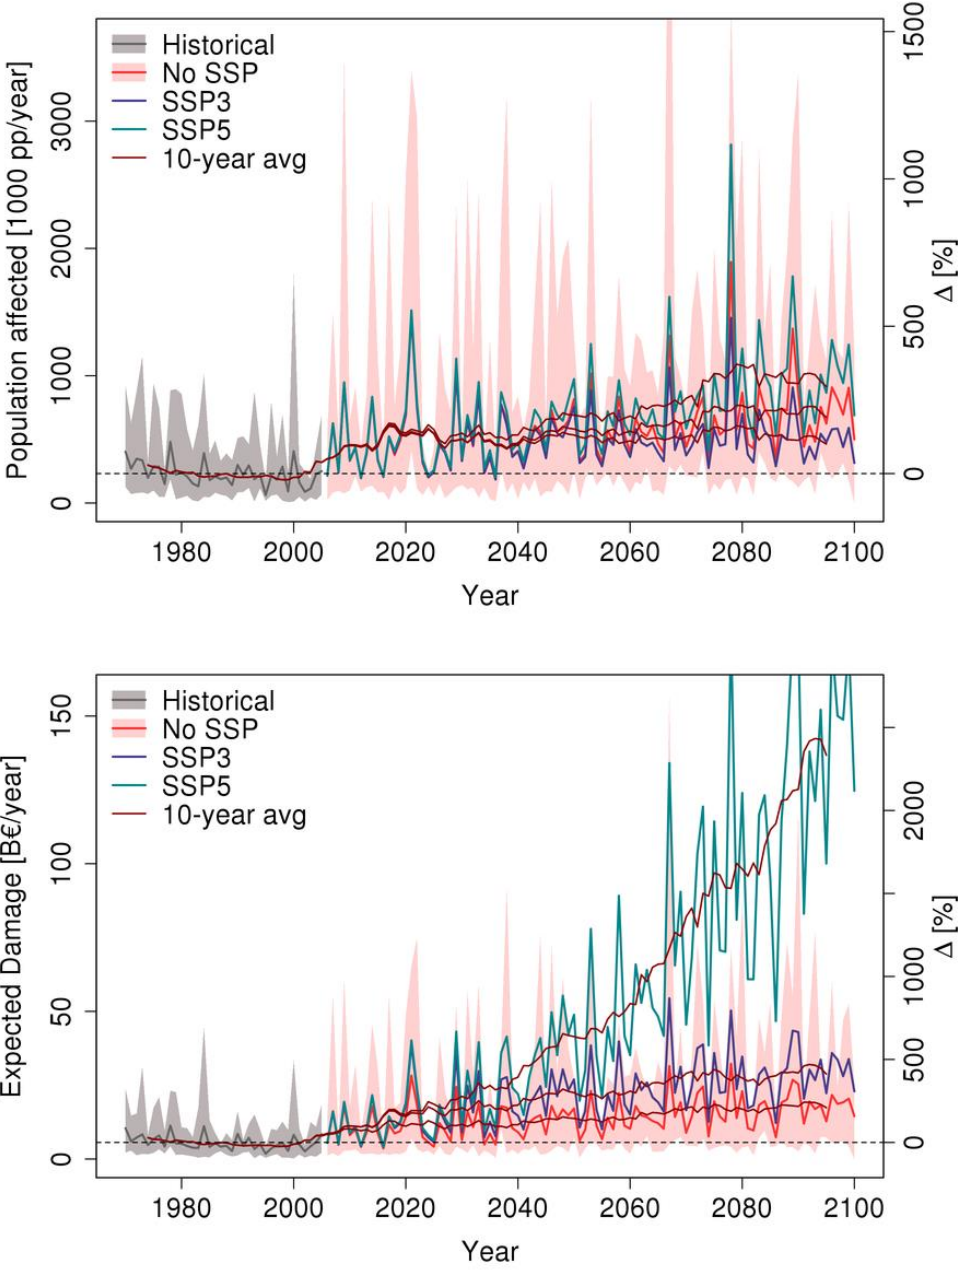 Historical
No SSP
SSP3
SSP5
10-year avg
Population affected [1000 pp/year]
0
1000
2000
3000
0
500
1000
1500
Δ [%]
1980 2000 2020 2040 2060 2080 2100
Year
Historical
No SSP
SSP3
SSP5
10-year avg
Expected Damage [B€/year]
0
50
100
150
0
500
1000
2000
Δ [%]
1980 2000 2020 2040 2060 2080 2100
Year